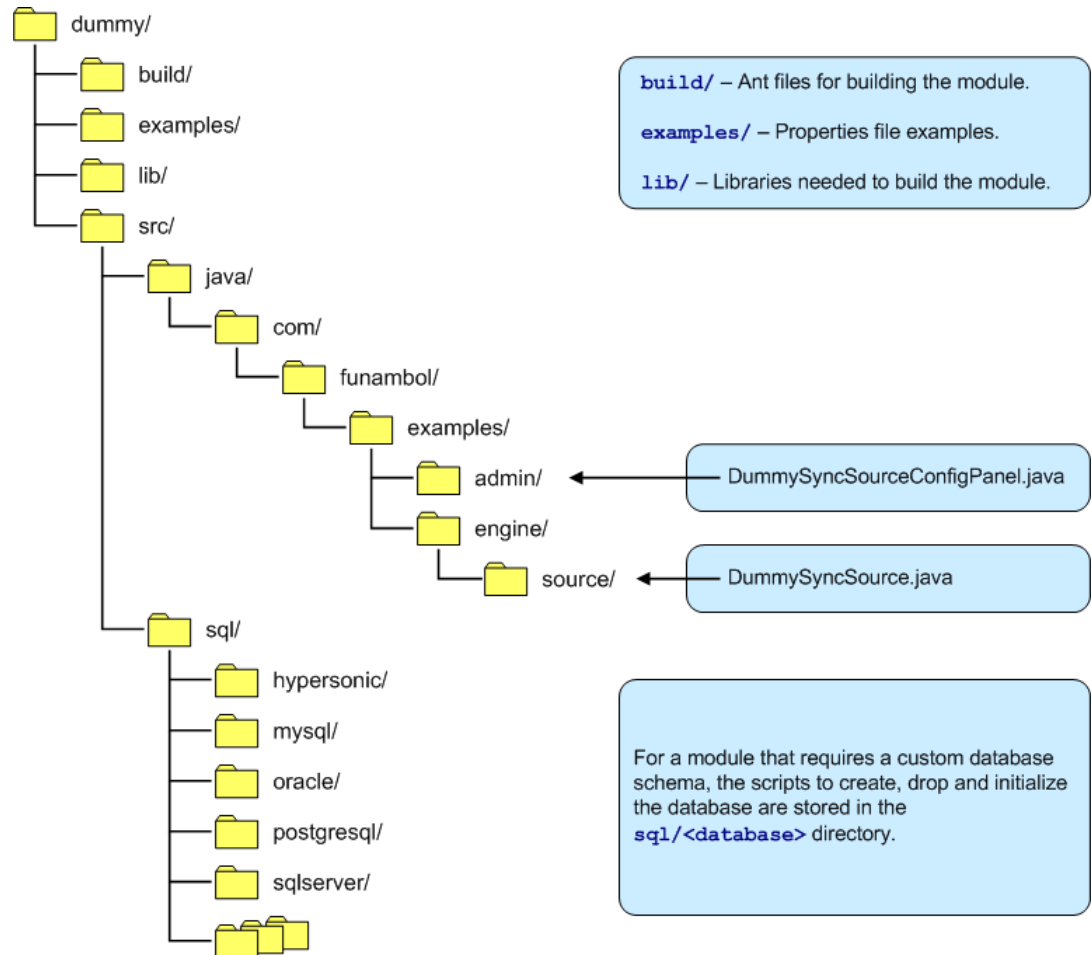 dummy/
build/
examples/
lib/
src/
java/
com/
funambol/
examples/
admin/
engine/
source/
sql/
hypersonic/
mysql/
oracle/
postgresql/
sqlserver/
build/ – Ant files for building the module.
examples/ – Properties file examples.
lib/ – Libraries needed to build the module.
DummySyncSourceConfigPanel.java
DummySyncSource.java
For a module that requires a custom database
schema, the scripts to create, drop and initialize
the database are stored in the
sql/<database> directory.